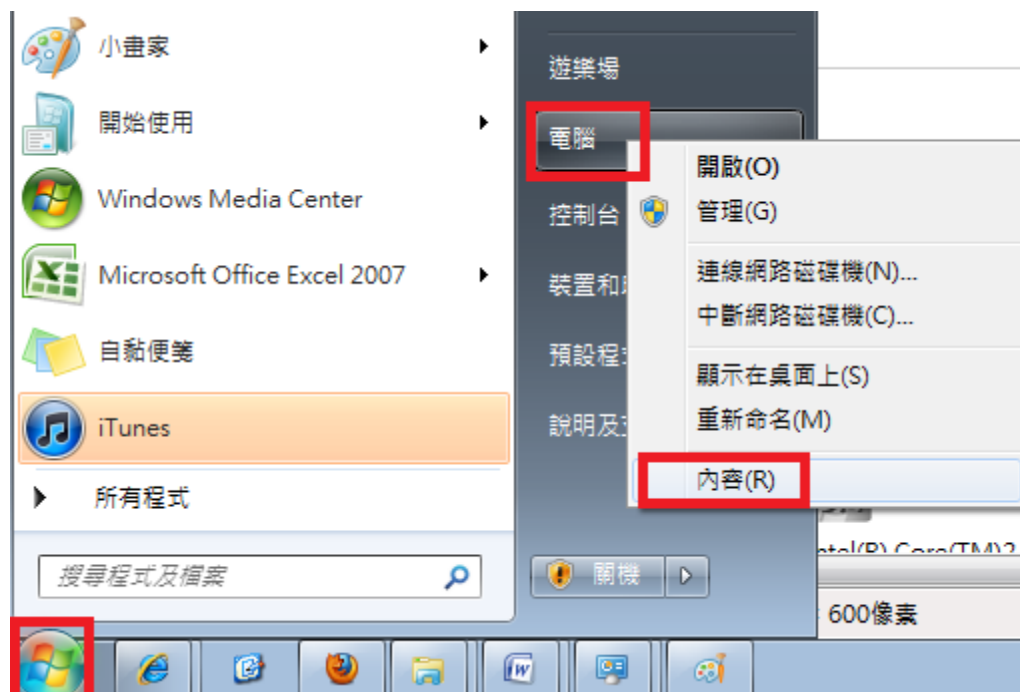 小畫家
開始使用
Windows Media Center
Microsoft Office Excel 2007
自黏便箋
iTunes
所有程式
搜尋程式及檔案
遊樂場
電腦
控制台
裝置和
預設程
說明及
關機
開啟(O)
管理(G)
連線網路磁碟機(N)...
中斷網路磁碟機(C)...
顯示在桌面上(S)
重新命名(M)
內容(R)
ntel(R) Core(TM)2
600像素